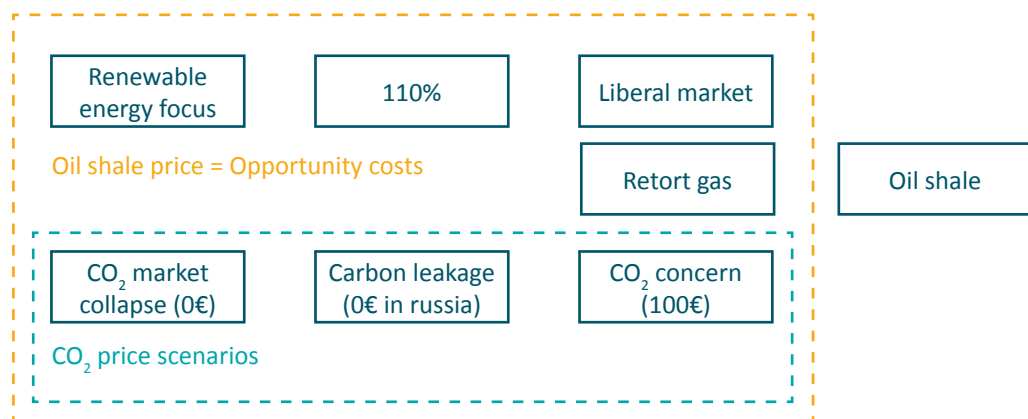 Renewable
energy focus
110%
Liberal market
Oil shale price = Opportunity costs
Retort gas
Oil shale
CO₂ market
collapse (0€)
Carbon leakage
(0€ in russia)
CO₂ concern
(100€)
CO₂ price scenarios